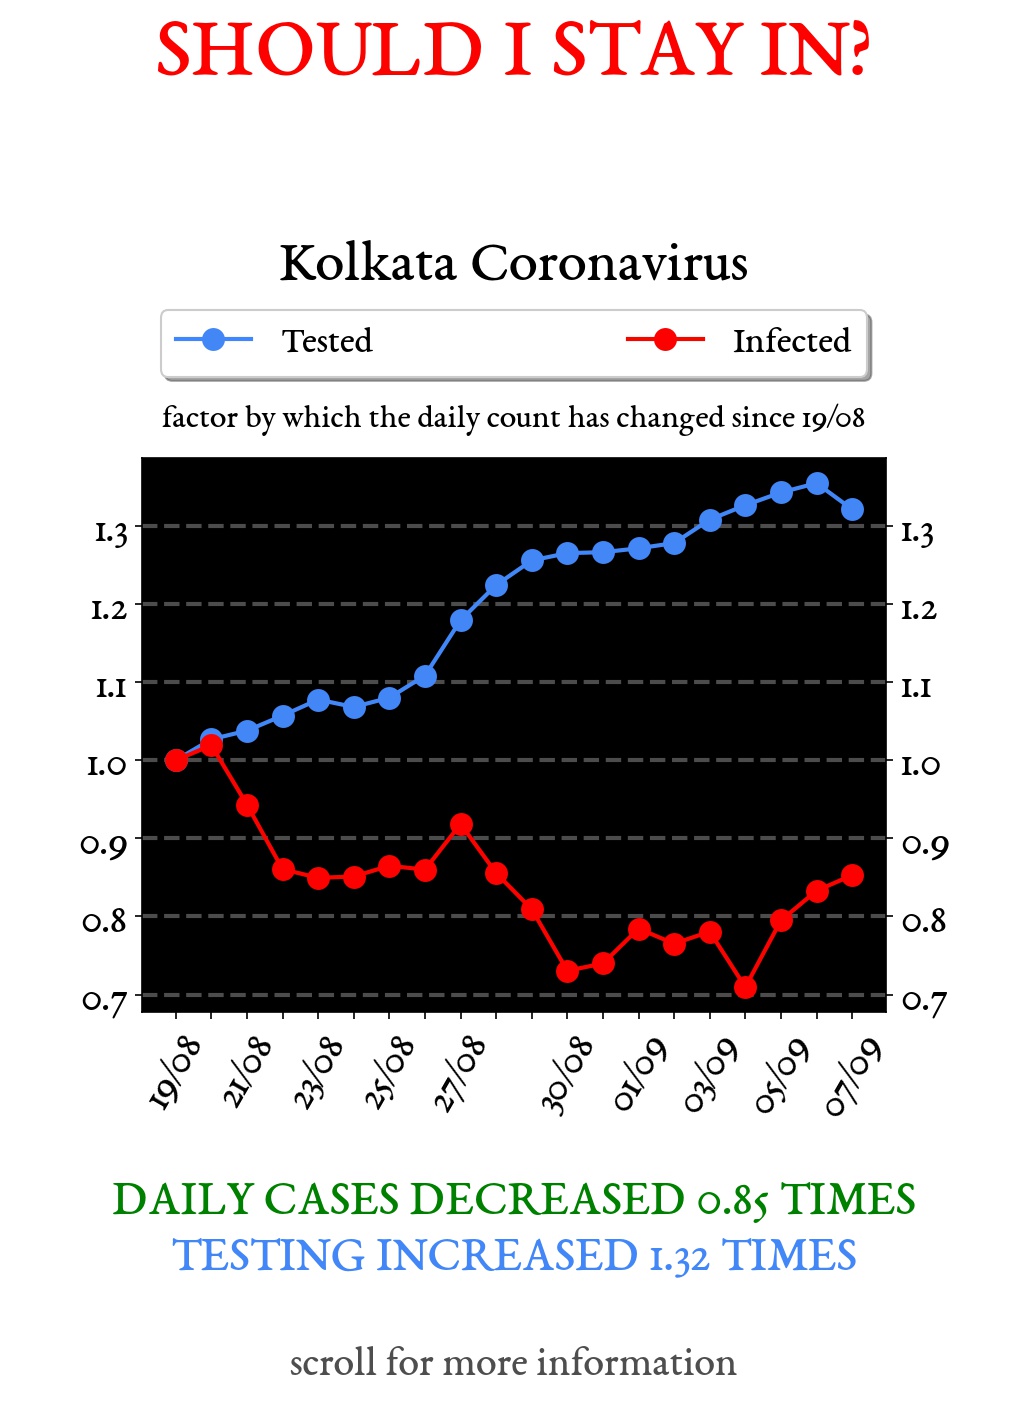 SHOULD I STAY IN?
Kolkata Coronavirus
Tested Infected
factor by which the daily count has changed since 19/08
1.3 1.3
1.2 1.2
1.1 1.1
1.0 1.0
0.9 0.9
0.8 0.8
0.7 0.7
19/08 21/08 23/08 25/08 27/08 30/08 01/09 03/09 05/09 07/09
DAILY CASES DECREASED 0.85 TIMES
TESTING INCREASED 1.32 TIMES
scroll for more information